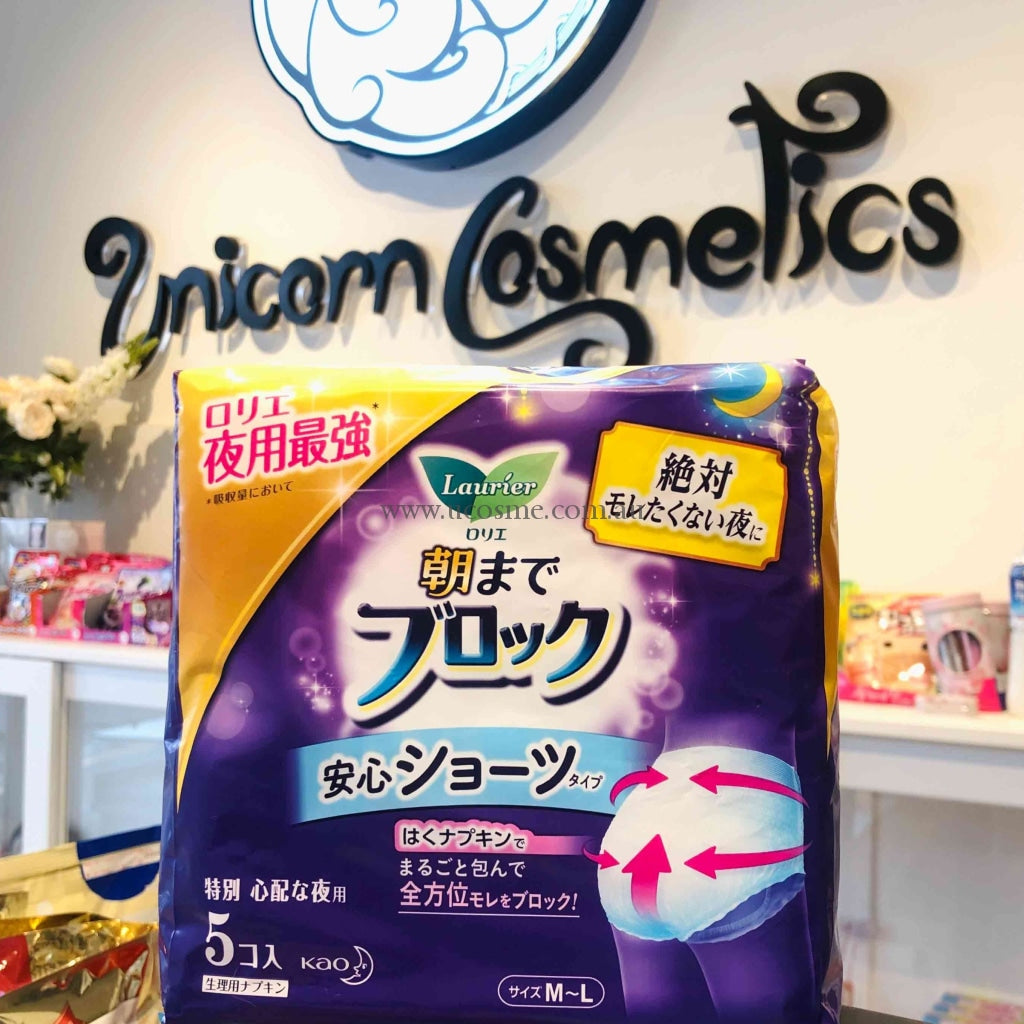 Unicorn Cosmetics
ロリエ
夜用最強*
*吸収量において
Laurier
ロリエ
絶対
モレたくない夜に
www.ucosme.com.au
朝まで
ブロック
安心ショーツタイプ
はくナプキンで
まるごと包んで
全方位モレをブロック!
特別 心配な夜用
5コ入
Kao
生理用ナプキン
サイズ M~L